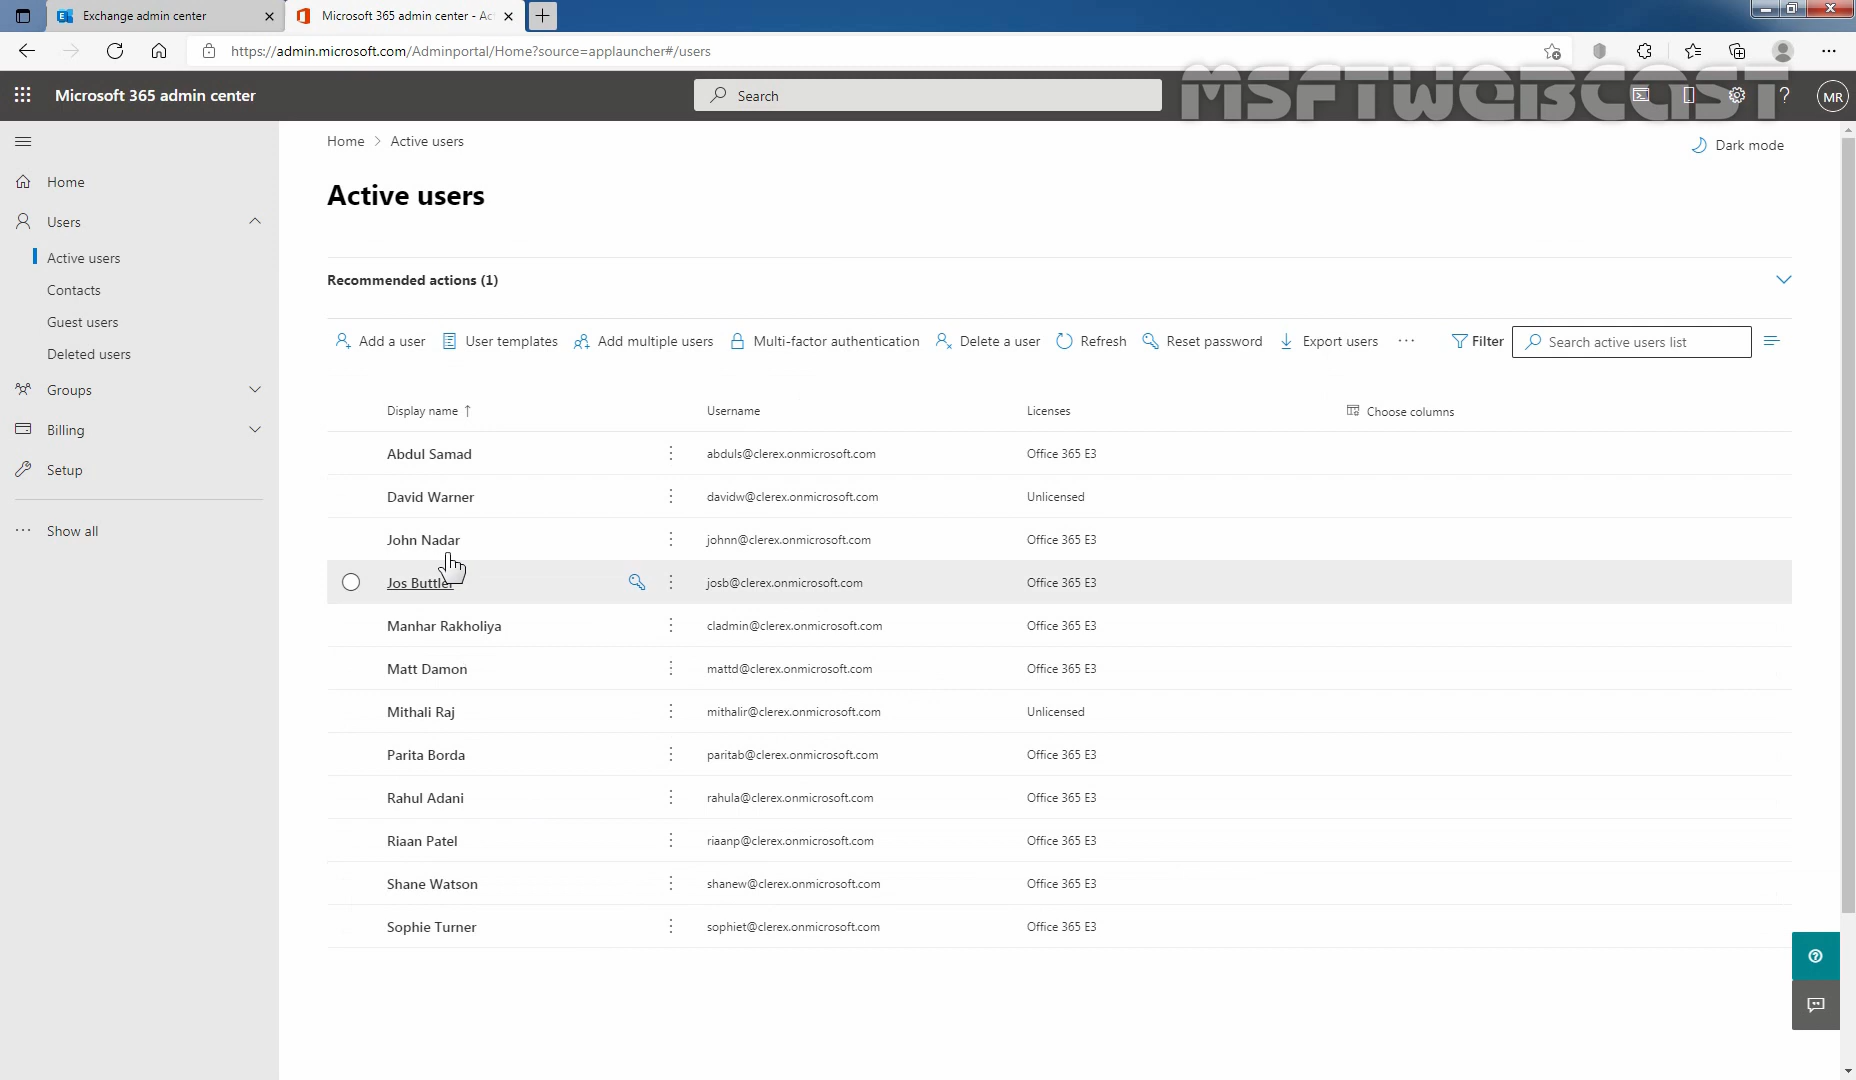 Exchange admin center
Microsoft 365 admin center - Ac
https://admin.microsoft.com/Adminportal/Home?source=applauncher#/users
Microsoft 365 admin center
Search
MSFTWEBCAST
MR
Home
Users
Active users
Contacts
Guest users
Deleted users
Groups
Billing
Setup
Show all
Home > Active users
Dark mode
Active users
Recommended actions (1)
Add a user User templates Add multiple users Multi-factor authentication Delete a user Refresh Reset password Export users Filter Search active users list
Display name ↑ Username Licenses Choose columns
Abdul Samad abduls@clerex.onmicrosoft.com Office 365 E3
David Warner davidw@clerex.onmicrosoft.com Unlicensed
John Nadar johnn@clerex.onmicrosoft.com Office 365 E3
Jos Buttler josb@clerex.onmicrosoft.com Office 365 E3
Manhar Rakholiya cladmin@clerex.onmicrosoft.com Office 365 E3
Matt Damon mattd@clerex.onmicrosoft.com Office 365 E3
Mithali Raj mithalir@clerex.onmicrosoft.com Unlicensed
Parita Borda paritab@clerex.onmicrosoft.com Office 365 E3
Rahul Adani rahula@clerex.onmicrosoft.com Office 365 E3
Riaan Patel riaanp@clerex.onmicrosoft.com Office 365 E3
Shane Watson shanew@clerex.onmicrosoft.com Office 365 E3
Sophie Turner sophiet@clerex.onmicrosoft.com Office 365 E3